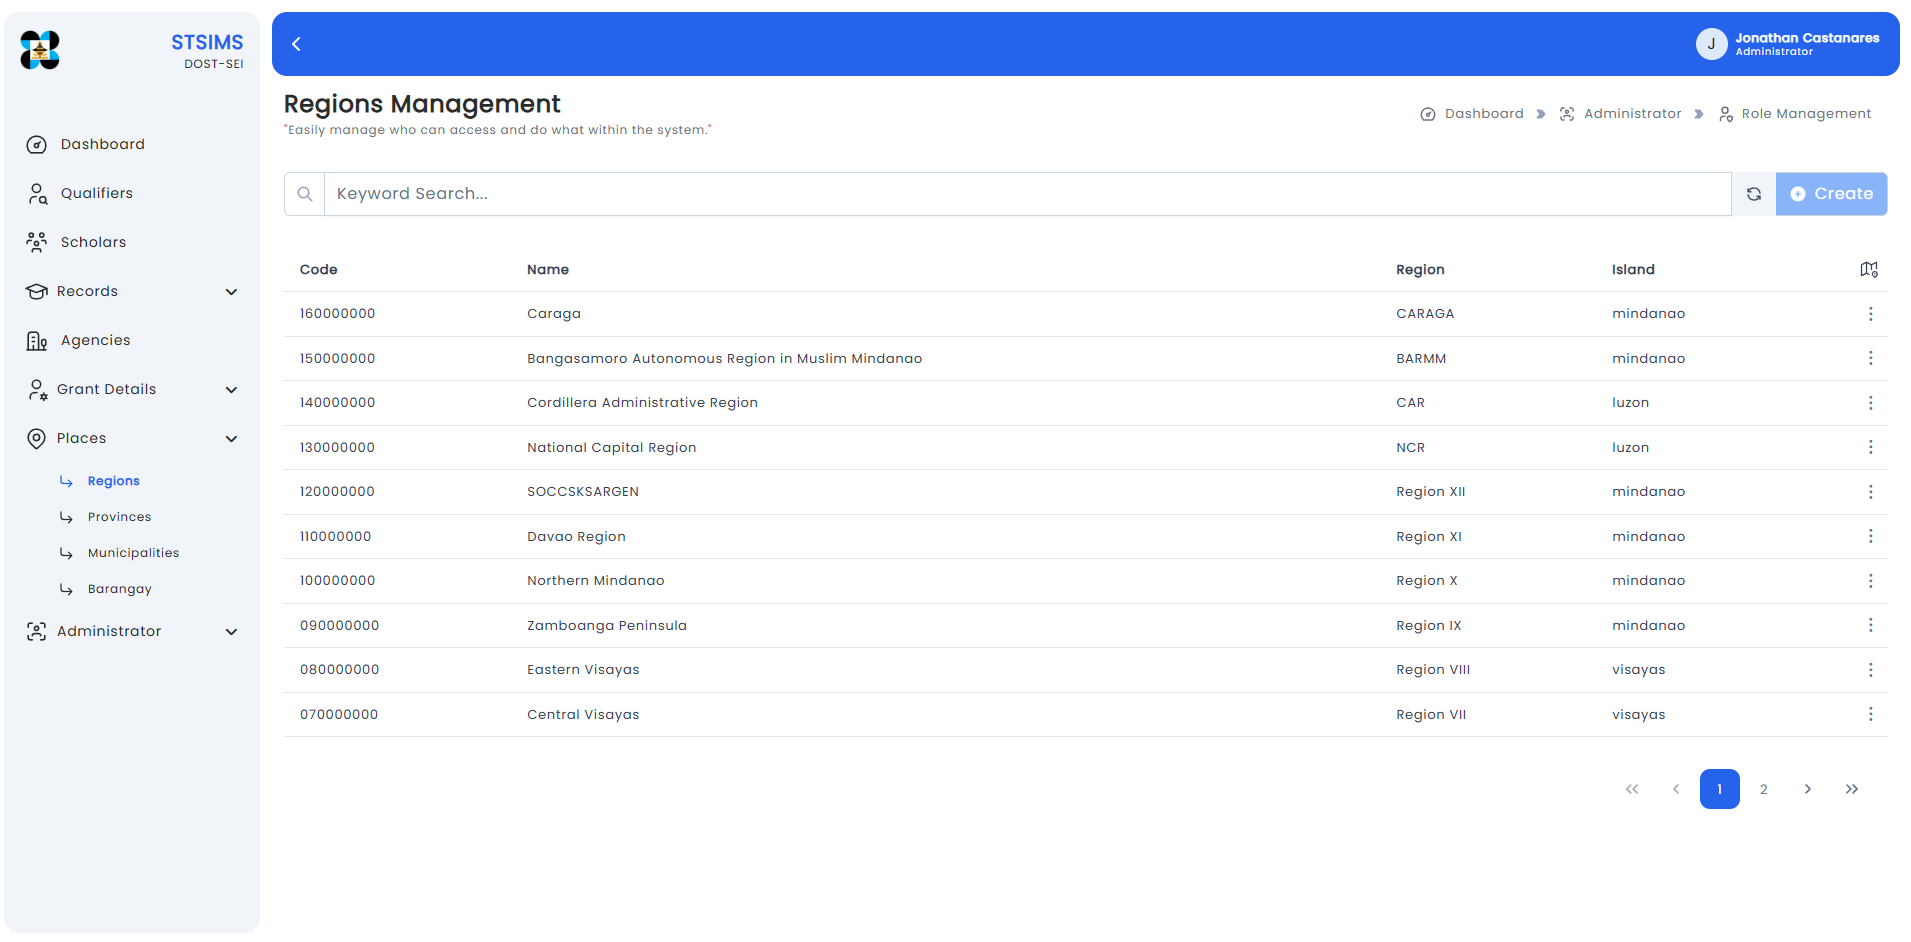 STSIMS
DOST-SEI
Dashboard
Qualifiers
Scholars
Records
Agencies
Grant Details
Places
Regions
Provinces
Municipalities
Barangay
Administrator
J
Jonathan Castanares
Administrator
Regions Management
"Easily manage who can access and do what within the system."
Dashboard Administrator Role Management
Keyword Search...
Create
Code Name Region Island
160000000 Caraga CARAGA mindanao
150000000 Bangasamoro Autonomous Region in Muslim Mindanao BARMM mindanao
140000000 Cordillera Administrative Region CAR luzon
130000000 National Capital Region NCR luzon
120000000 SOCCSKSARGEN Region XII mindanao
110000000 Davao Region Region XI mindanao
100000000 Northern Mindanao Region X mindanao
090000000 Zamboanga Peninsula Region IX mindanao
080000000 Eastern Visayas Region VIII visayas
070000000 Central Visayas Region VII visayas
1 2